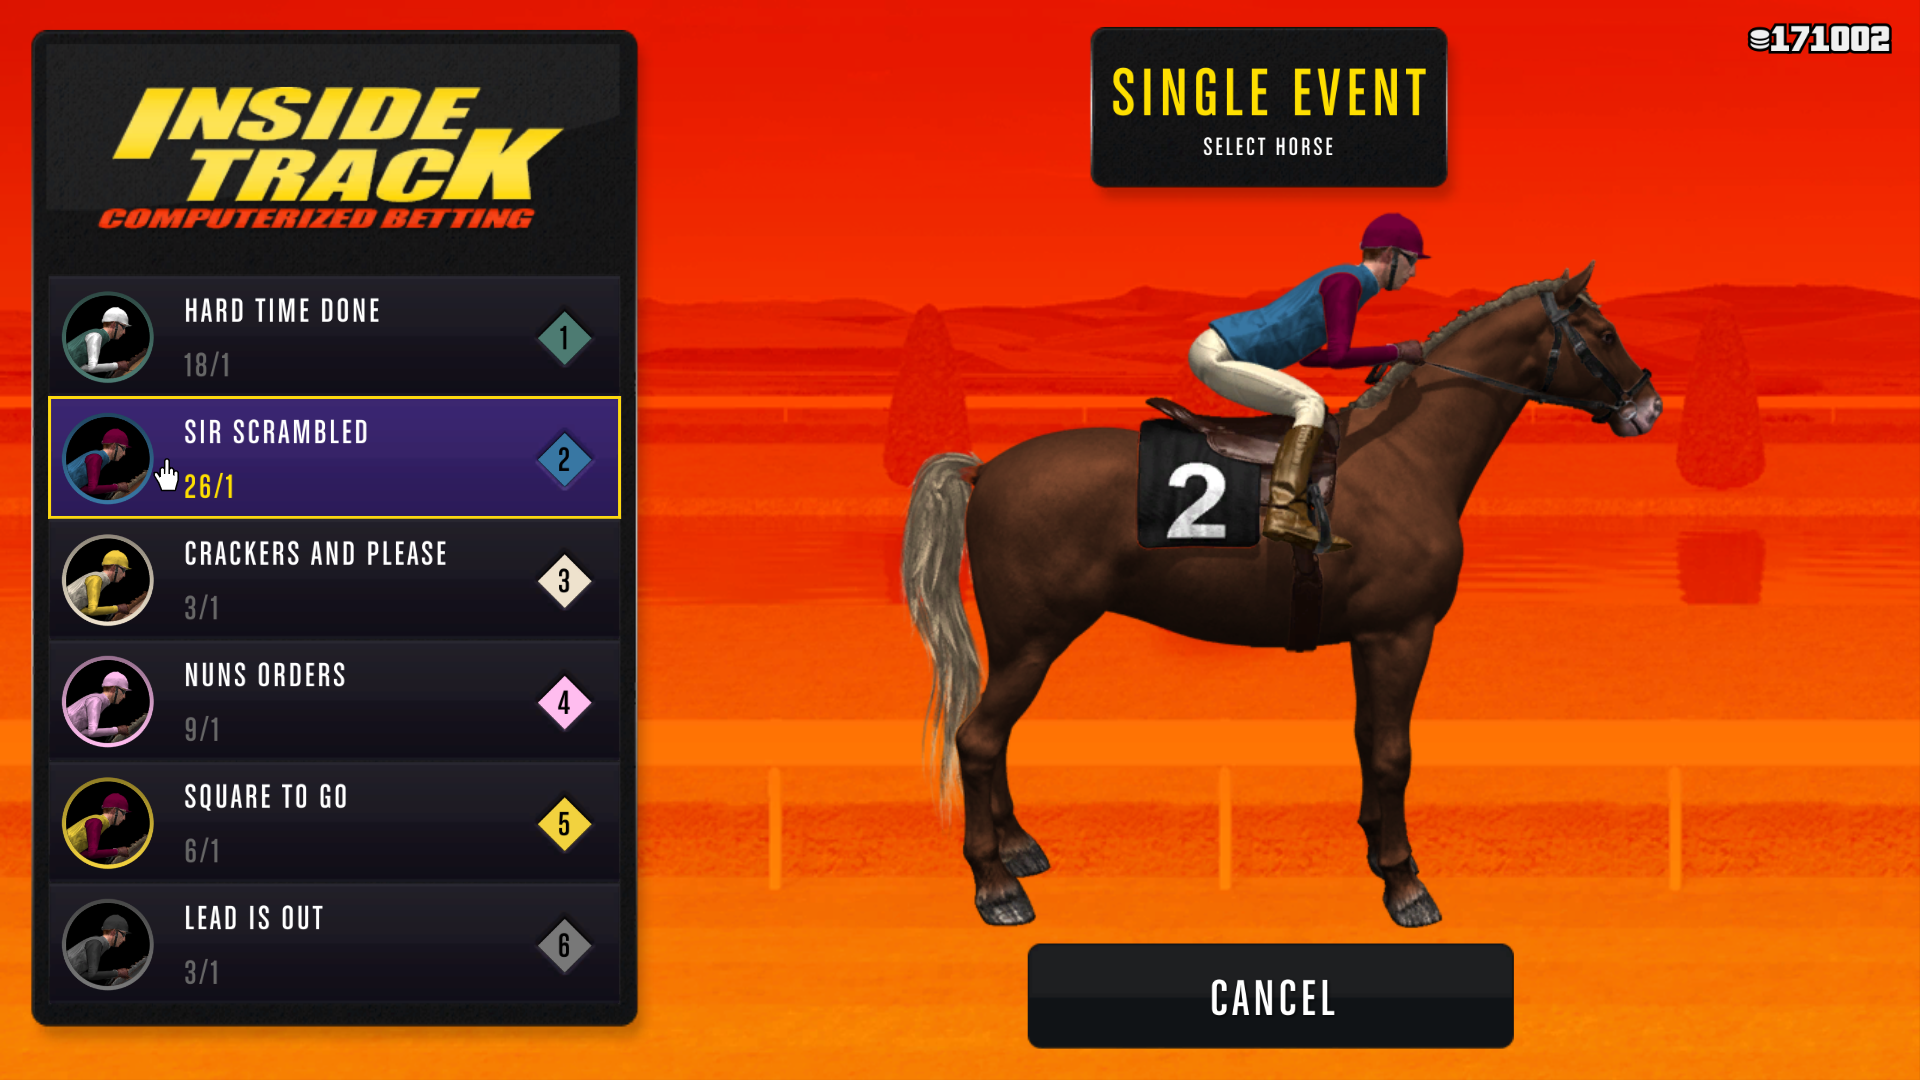 INSIDE
TRACK
COMPUTERIZED BETTING
HARD TIME DONE
18/1
1
SIR SCRAMBLED
26/1
2
CRACKERS AND PLEASE
3/1
3
NUNS ORDERS
9/1
4
SQUARE TO GO
6/1
5
LEAD IS OUT
3/1
6
SINGLE EVENT
SELECT HORSE
171002
2
CANCEL